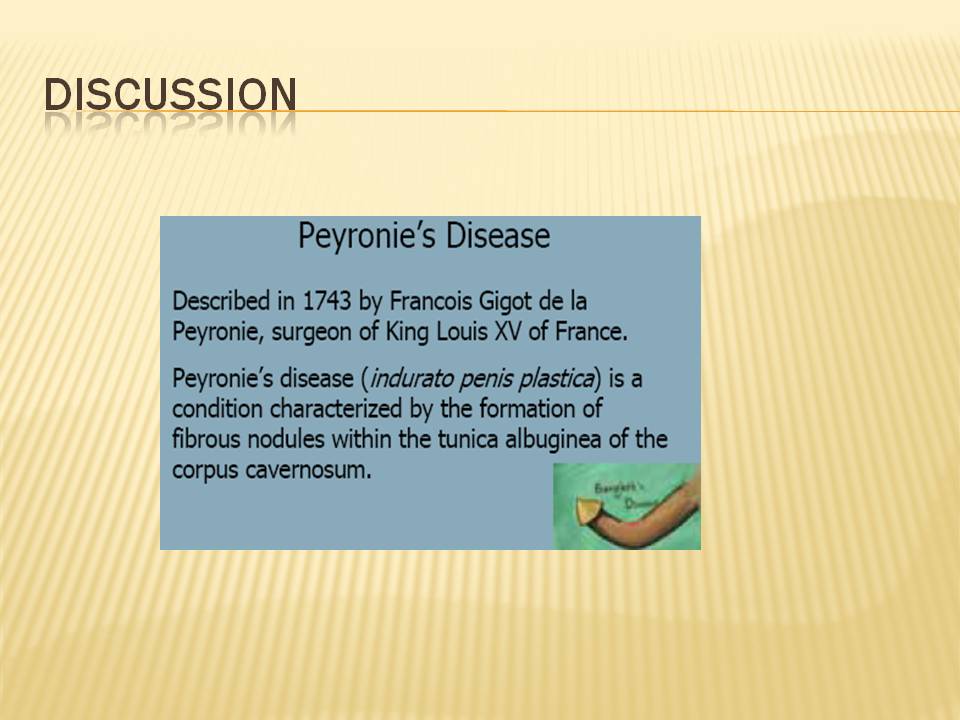 DISCUSSION
Peyronie's Disease
Described in 1743 by Francois Gigot de la
Peyronie, surgeon of King Louis XV of France.
Peyronie's disease (indurato penis plastica) is a
condition characterized by the formation of
fibrous nodules within the tunica albuginea of the
corpus cavernosum.